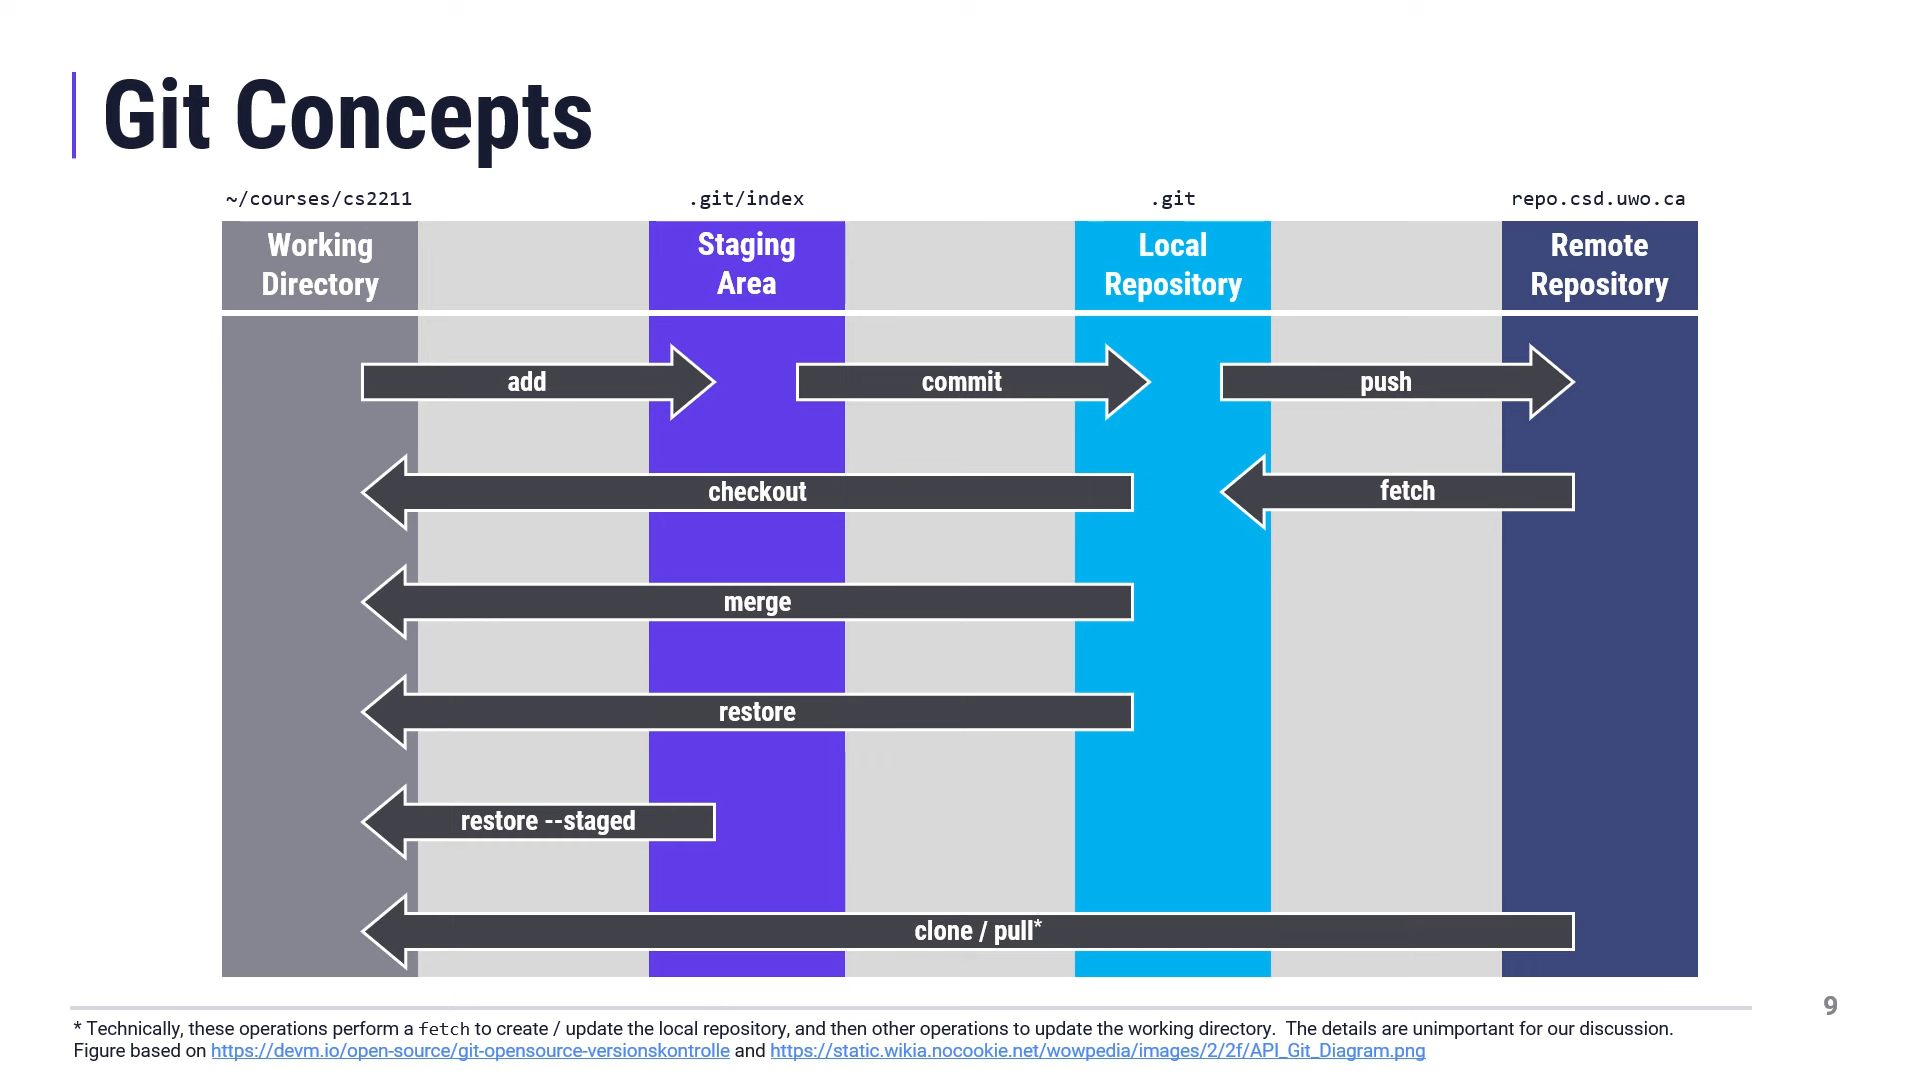 Git Concepts
~/courses/cs2211
.git/index
.git
repo.csd.uwo.ca
Working
Directory
Staging
Area
Local
Repository
Remote
Repository
add
commit
push
checkout
fetch
merge
restore
restore --staged
clone / pull*
9
* Technically, these operations perform a fetch to create / update the local repository, and then other operations to update the working directory. The details are unimportant for our discussion.
Figure based on https://devm.io/open-source/git-opensource-versionskontrolle and https://static.wikia.nocookie.net/wowpedia/images/2/2f/API_Git_Diagram.png